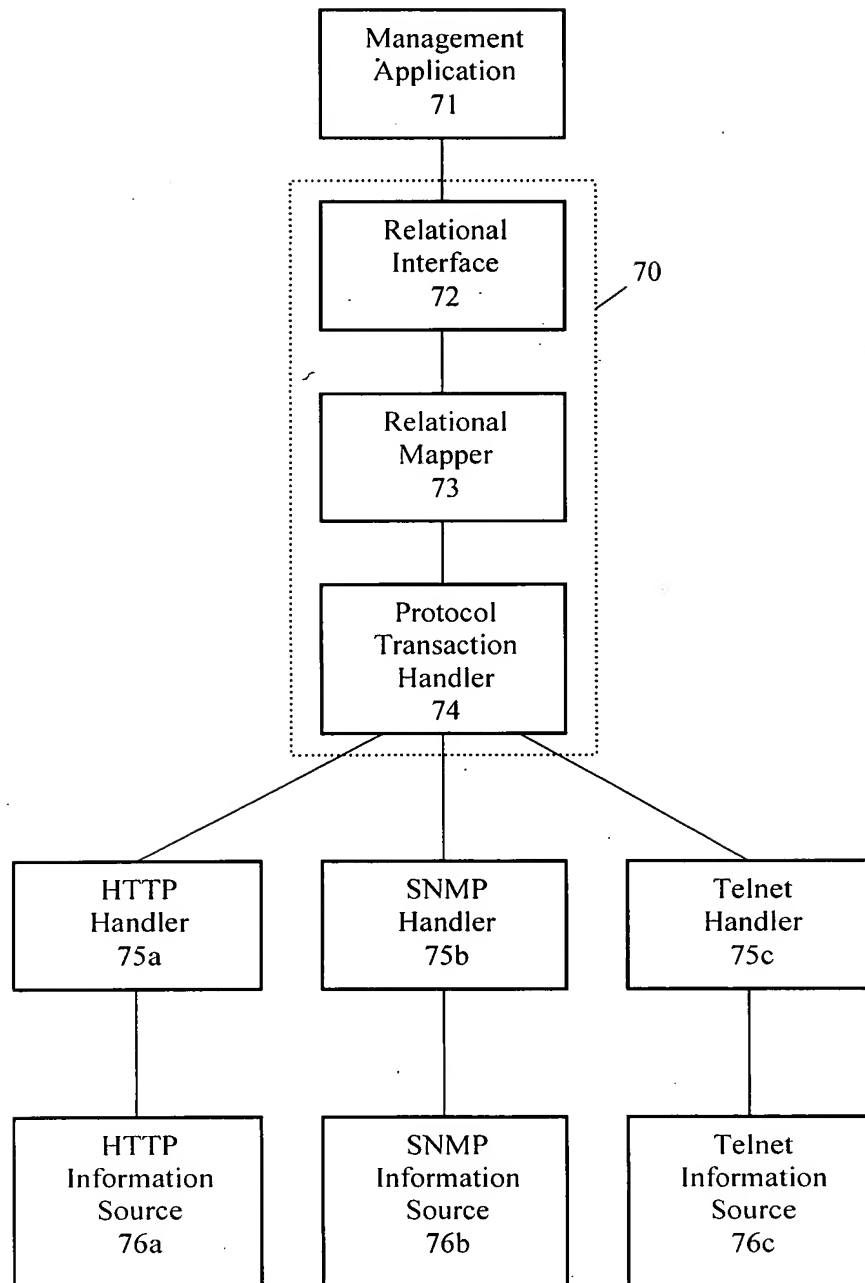 Management
Application
71
Relational
Interface
72
70
Relational
Mapper
73
Protocol
Transaction
Handler
74
HTTP
Handler
75a
SNMP
Handler
75b
Telnet
Handler
75c
HTTP
Information
Source
76a
SNMP
Information
Source
76b
Telnet
Information
Source
76c